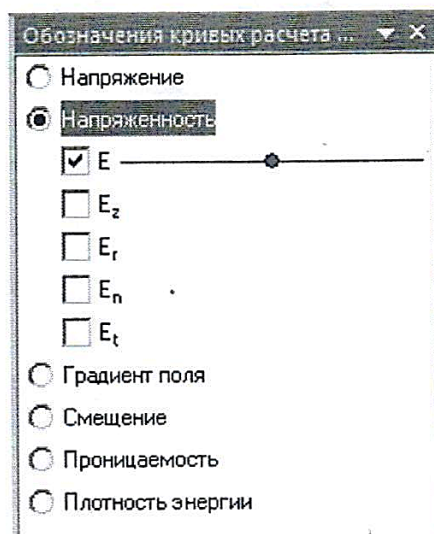 Обозначения кривых расчета ...
Напряжение
Напряженность
E
Ez
Er
En
Et
Градиент поля
Смещение
Проницаемость
Плотность энергии